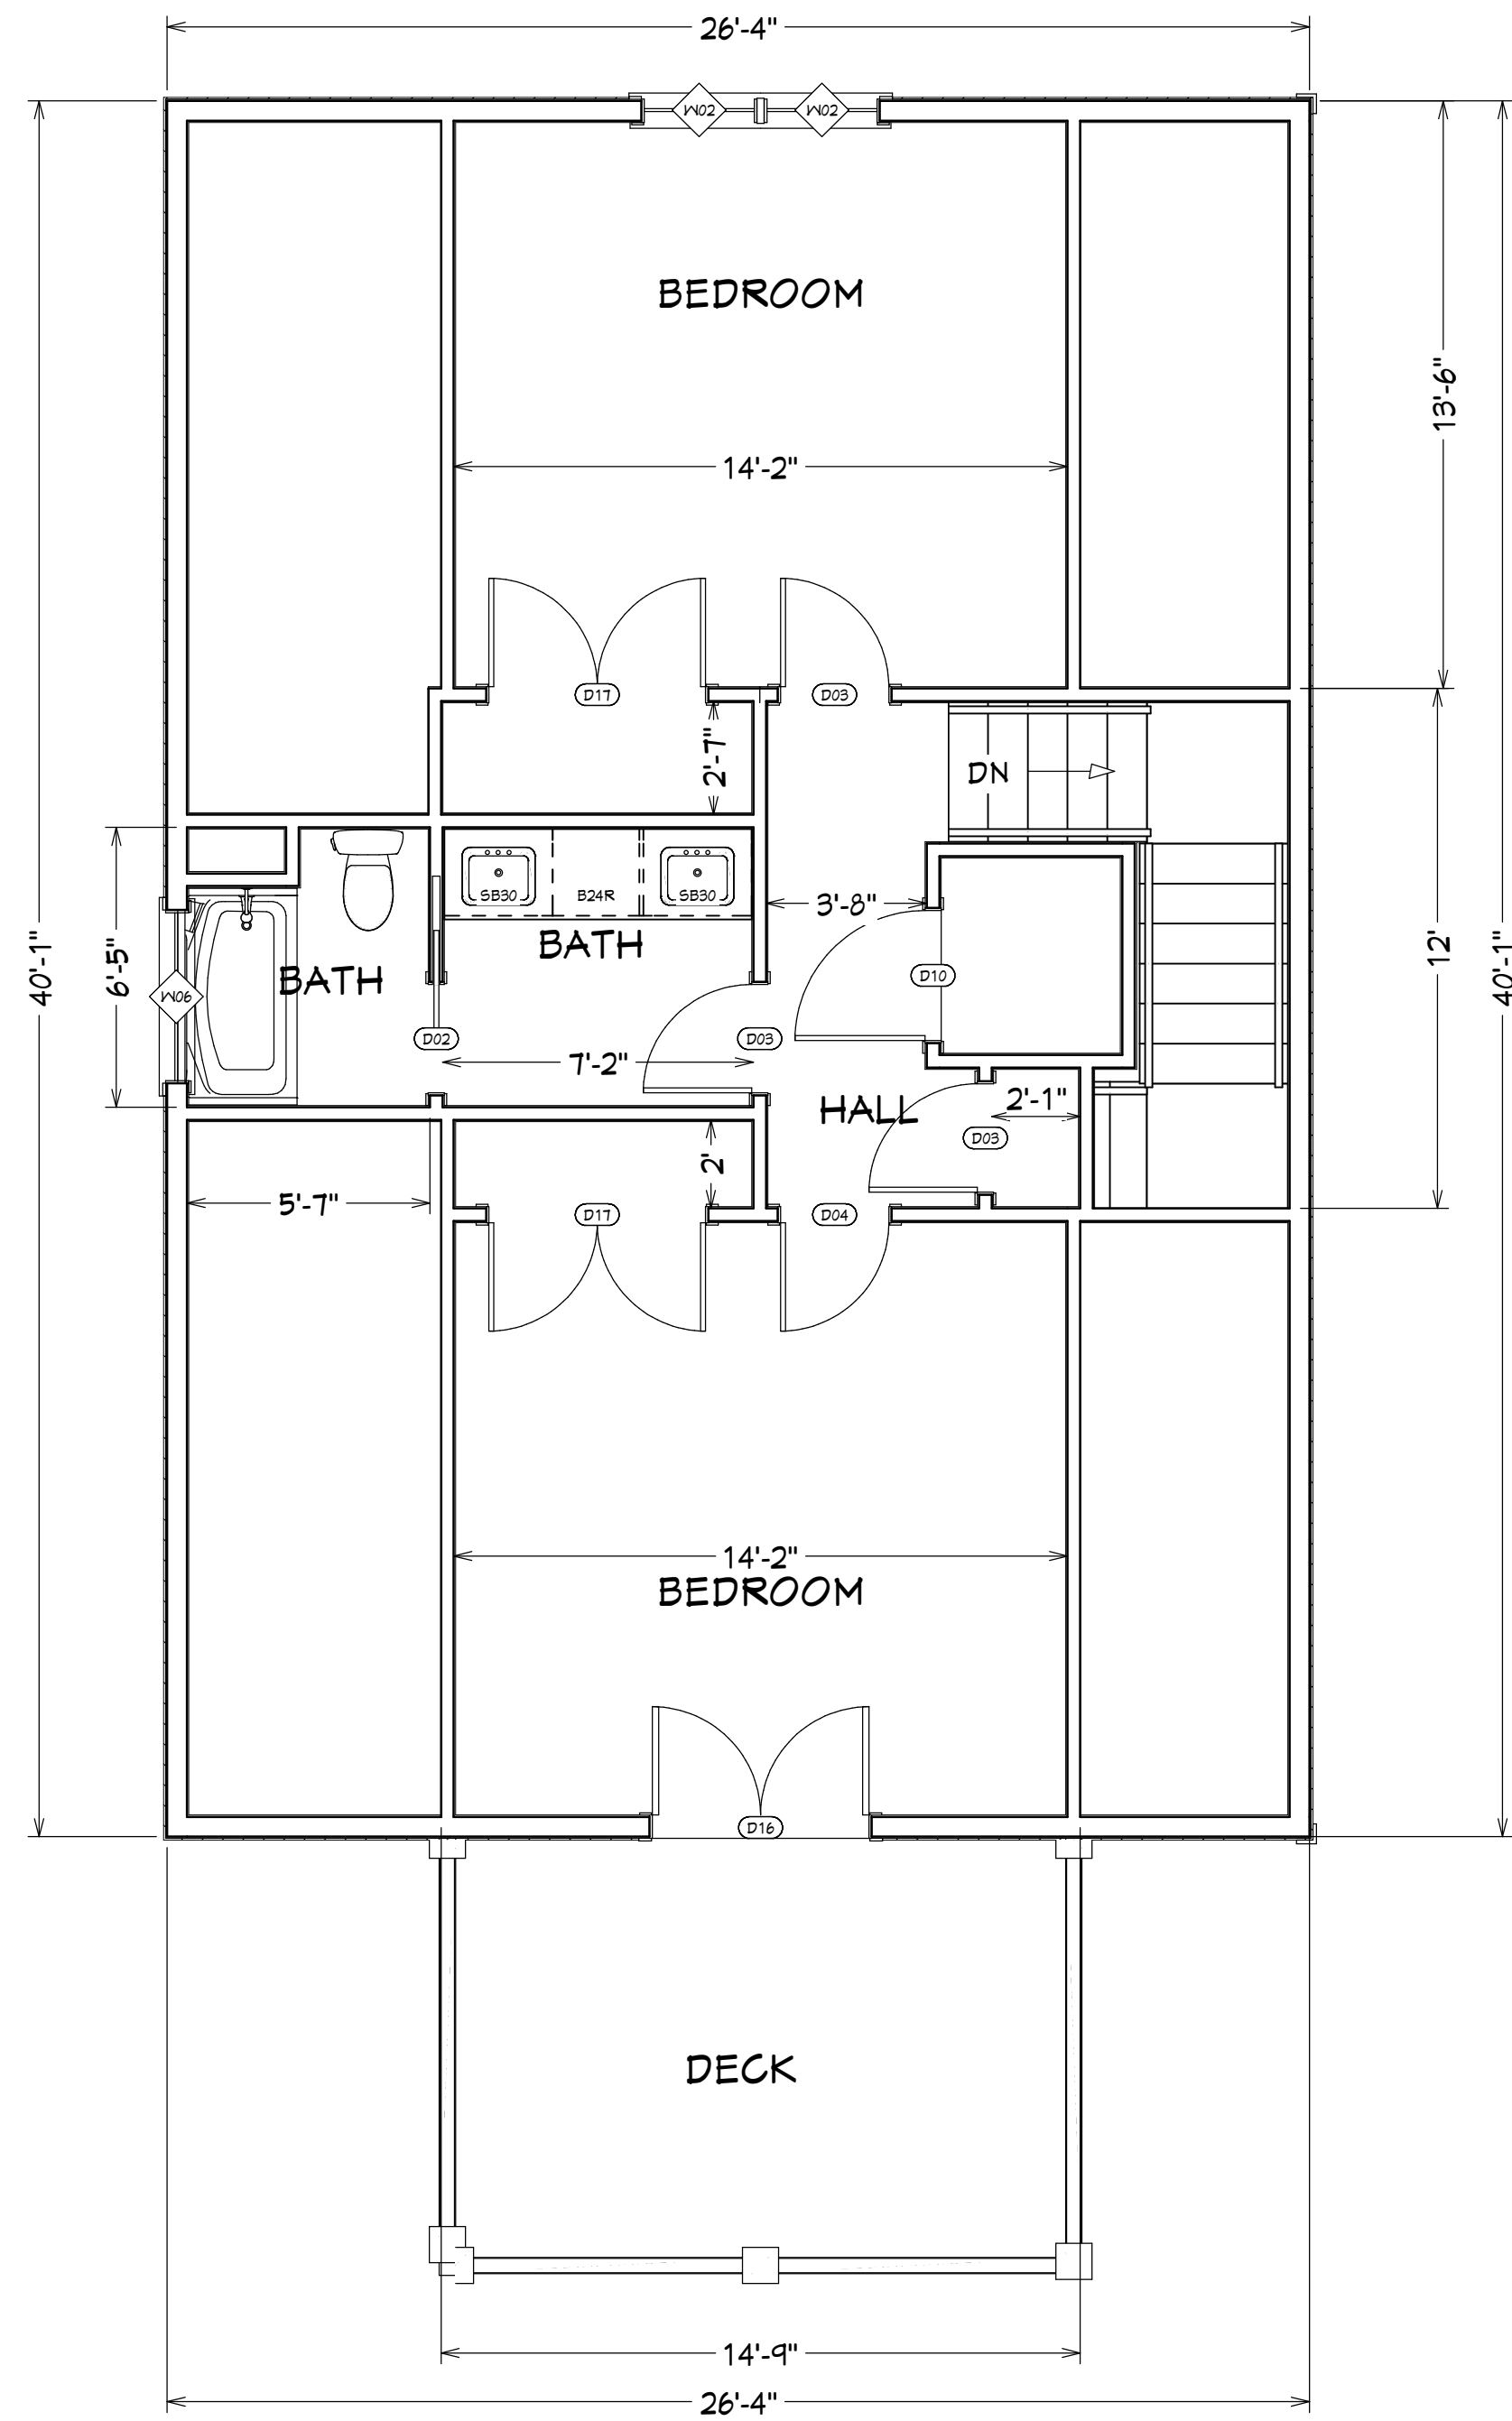 26'-4"
W02 W02
BEDROOM
13'-6"
14'-2"
D17 D03
2'-7"
DN
SB30 B24R SB30
3'-8"
BATH
BATH
40'-1"
6'-5"
12'
40'-1"
D10
W06
D02 D03
7'-2"
HALL
2'-1"
D03
2'
5'-7"
D17 D04
14'-2"
BEDROOM
D16
DECK
14'-9"
26'-4"